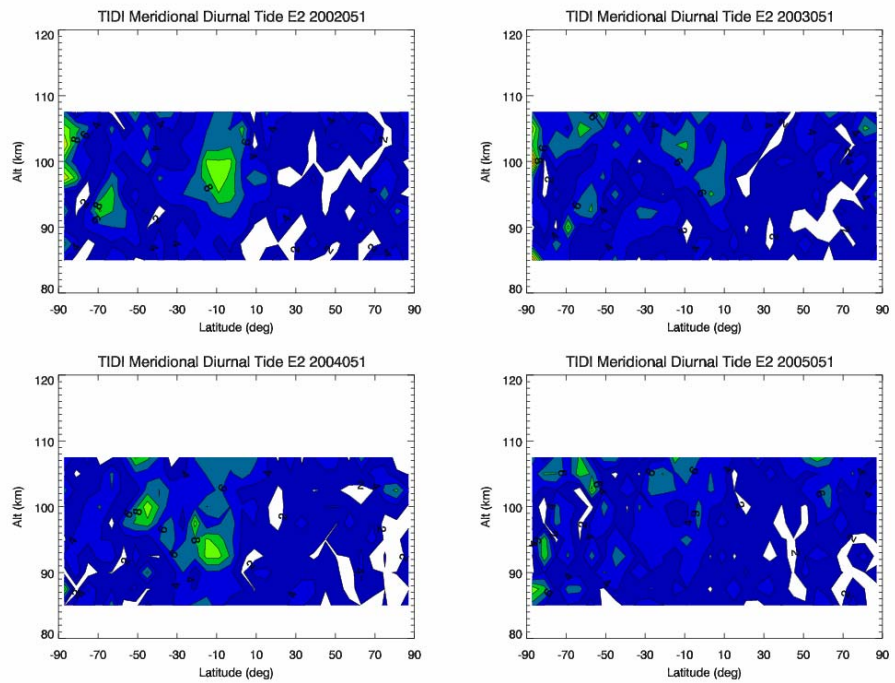 TIDI Meridional Diurnal Tide E2 2002051
TIDI Meridional Diurnal Tide E2 2003051
120
110
100
90
80
Alt (km)
-90 -70 -50 -30 -10 10 30 50 70 90
Latitude (deg)
120
110
100
90
80
Alt (km)
-90 -70 -50 -30 -10 10 30 50 70 90
Latitude (deg)
TIDI Meridional Diurnal Tide E2 2004051
TIDI Meridional Diurnal Tide E2 2005051
120
110
100
90
80
Alt (km)
-90 -70 -50 -30 -10 10 30 50 70 90
Latitude (deg)
120
110
100
90
80
Alt (km)
-90 -70 -50 -30 -10 10 30 50 70 90
Latitude (deg)